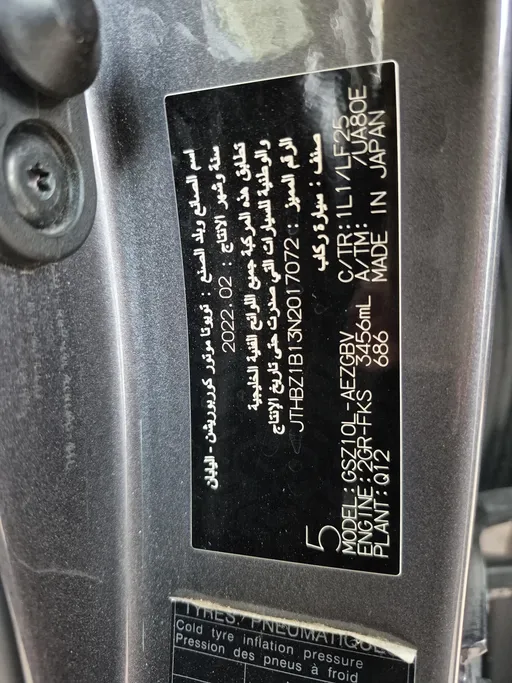 اسم الصانع وبلد الصنع : تويوتا موتور كوربوريشن - اليابان
سنة وشهر الانتاج : 2022.02
تطابق هذه المركبة جميع اللوائح الفنية الخليجية
والوطنية للسيارات التي صدرت حتى تاريخ الإنتاج
الرقم المميز : JTHBZ1B13N2017072
صنف : سيارة ركاب
5
MODEL:GSZ10L-AEZGBV C/TR:1L1/LF25
ENGINE:2GR-FKS 3456mL A/TM: /UA80E
PLANT:Q12 686 MADE IN JAPAN
TYRES/PNEUMATIQUES
Cold tyre inflation pressure
Pression des pneus à froid